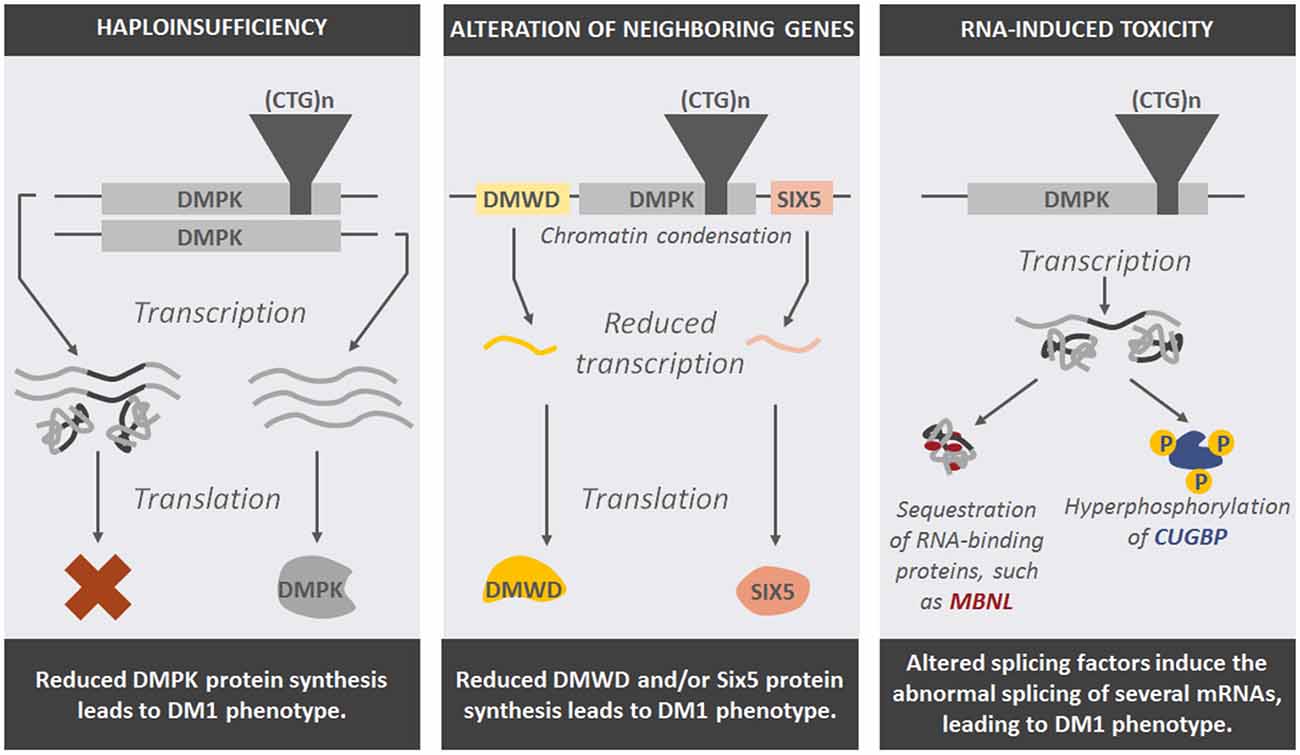 HAPLOINSUFFICIENCY
(CTG)n
DMPK
DMPK
Transcription
Translation
DMPK
Reduced DMPK protein synthesis
leads to DM1 phenotype.
ALTERATION OF NEIGHBORING GENES
(CTG)n
DMWD DMPK SIX5
Chromatin condensation
Reduced
transcription
Translation
DMWD SIX5
Reduced DMWD and/or Six5 protein
synthesis leads to DM1 phenotype.
RNA-INDUCED TOXICITY
(CTG)n
DMPK
Transcription
P P
P
Sequestration
of RNA-binding
proteins, such
as MBNL
Hyperphosphorylation
of CUGBP
Altered splicing factors induce the
abnormal splicing of several mRNAs,
leading to DM1 phenotype.